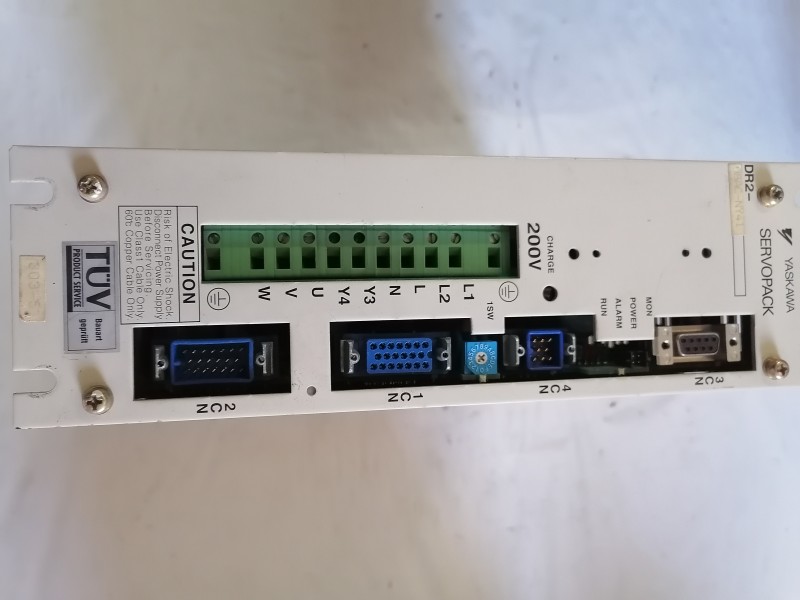 YASKAWA
SERVOPACK
DR2-
200V
CHARGE
MON
POWER
ALARM
RUN
1SW
L1
L2
L
N
Y3
Y4
U
V
W
3CN
4CN
1CN
2CN
CAUTION
Risk of Electric Shock
Disconnect Power Supply
Before Servicing.
Use Class1 Cable Only
60℃ Copper Cable Only
TÜV
PRODUCT SERVICE
Bauart
geprüft